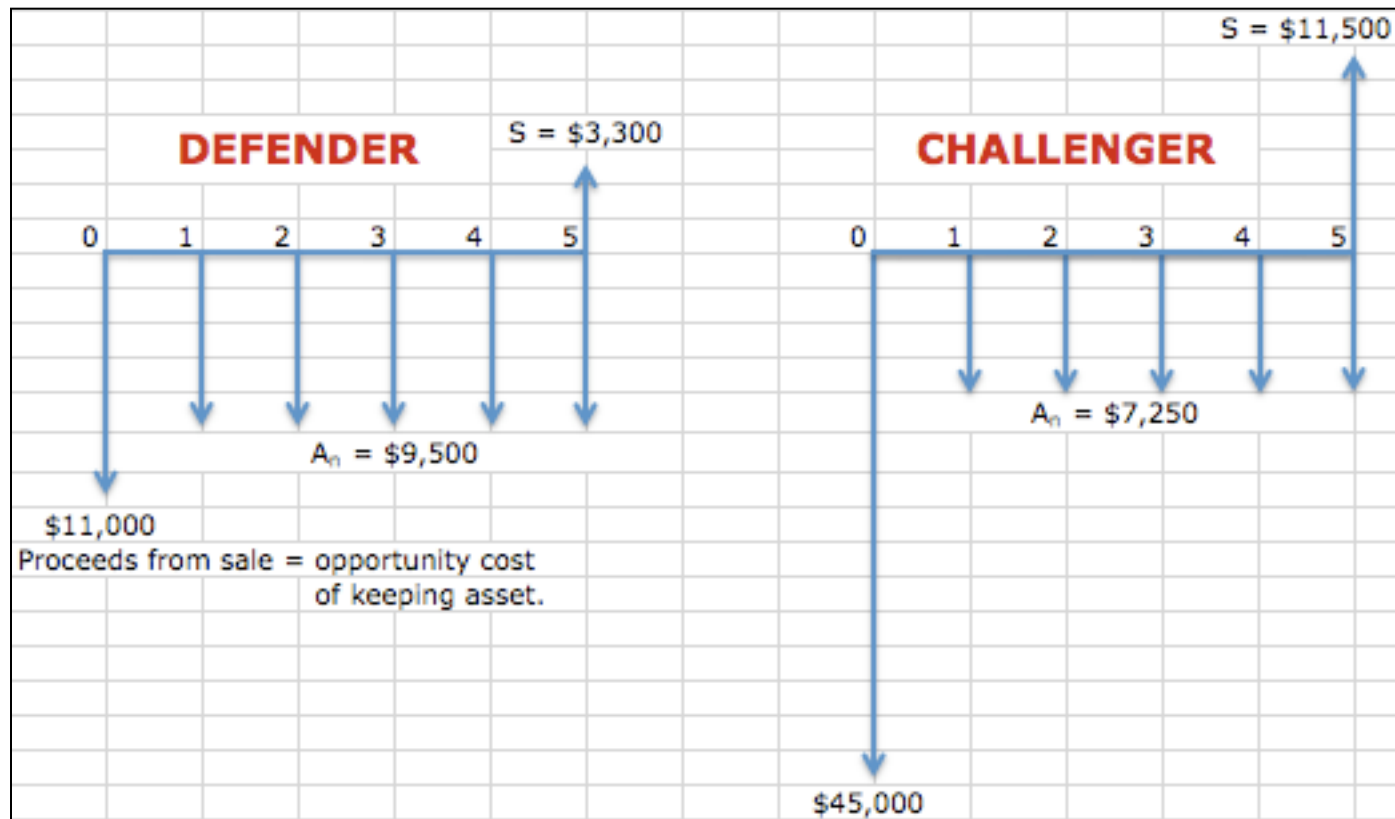 S = $11,500
DEFENDER
S = $3,300
CHALLENGER
0 1 2 3 4 5
0 1 2 3 4 5
Aₙ = $9,500
Aₙ = $7,250
$11,000
Proceeds from sale = opportunity cost
of keeping asset.
$45,000